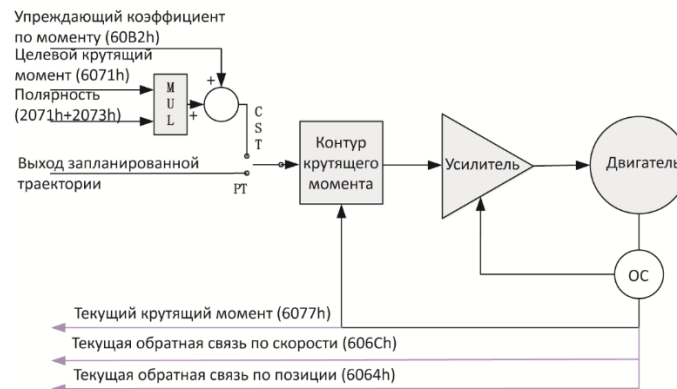 Упреждающий коэффициент
по моменту (60B2h)
Целевой крутящий
момент (6071h)
Полярность
(2071h+2073h)
M
U
L
+
+
C
S
T
Выход запланированной
траектории
PT
Контур
крутящего
момента
Усилитель
Двигатель
ОС
Текущий крутящий момент (6077h)
Текущая обратная связь по скорости (606Ch)
Текущая обратная связь по позиции (6064h)